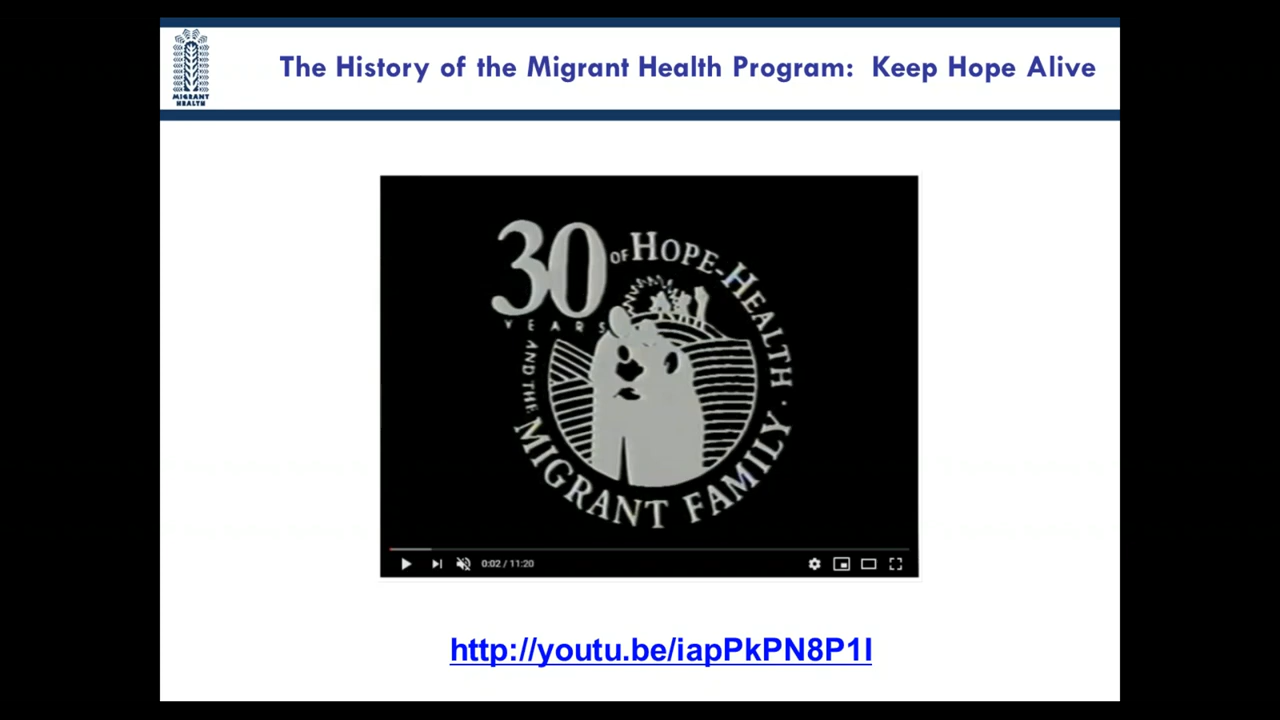 The History of the Migrant Health Program: Keep Hope Alive
MIGRANT
HEALTH
30
YEARS
OF HOPE-HEALTH ·
AND THE
MIGRANT FAMILY
0:02 / 11:20
http://youtu.be/iapPkPN8P1I